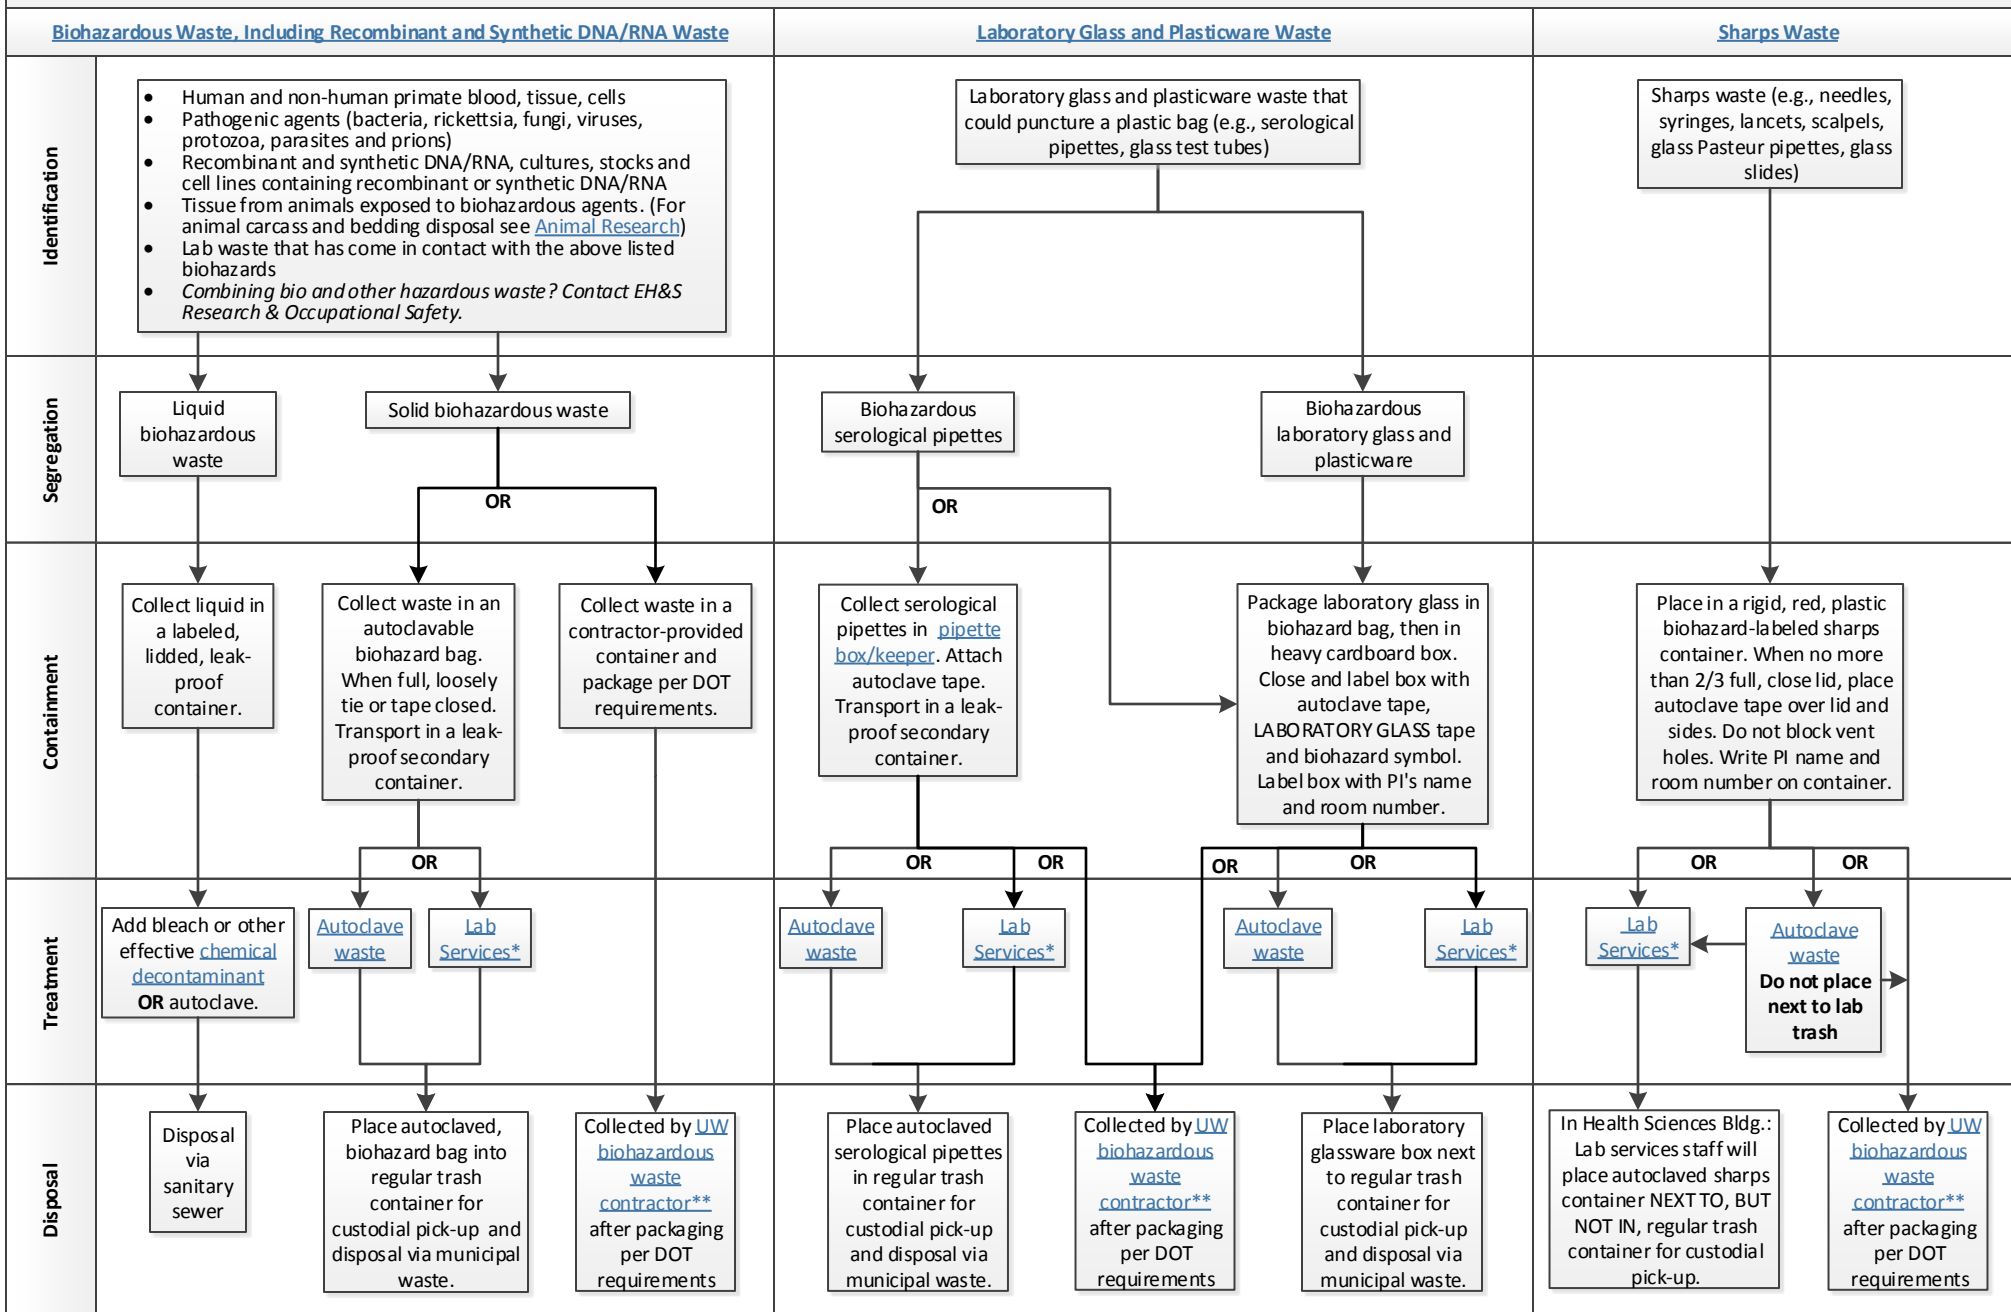 Biohazardous Waste, Including Recombinant and Synthetic DNA/RNA Waste
Laboratory Glass and Plasticware Waste
Sharps Waste
Identification
• Human and non-human primate blood, tissue, cells
• Pathogenic agents (bacteria, rickettsia, fungi, viruses,
protozoa, parasites and prions)
• Recombinant and synthetic DNA/RNA, cultures, stocks and
cell lines containing recombinant or synthetic DNA/RNA
• Tissue from animals exposed to biohazardous agents. (For
animal carcass and bedding disposal see Animal Research)
• Lab waste that has come in contact with the above listed
biohazards
• Combining bio and other hazardous waste? Contact EH&S
Research & Occupational Safety.
Laboratory glass and plasticware waste that
could puncture a plastic bag (e.g., serological
pipettes, glass test tubes)
Sharps waste (e.g., needles,
syringes, lancets, scalpels,
glass Pasteur pipettes, glass
slides)
Segregation
Liquid
biohazardous
waste
Solid biohazardous waste
OR
Biohazardous
serological pipettes
OR
Biohazardous
laboratory glass and
plasticware
Containment
Collect liquid in
a labeled,
lidded, leak-
proof
container.
Collect waste in an
autoclavable
biohazard bag.
When full, loosely
tie or tape closed.
Transport in a leak-
proof secondary
container.
Collect waste in a
contractor-provided
container and
package per DOT
requirements.
Collect serological
pipettes in pipette
box/keeper. Attach
autoclave tape.
Transport in a leak-
proof secondary
container.
Package laboratory glass in
biohazard bag, then in
heavy cardboard box.
Close and label box with
autoclave tape,
LABORATORY GLASS tape
and biohazard symbol.
Label box with PI's name
and room number.
Place in a rigid, red, plastic
biohazard-labeled sharps
container. When no more
than 2/3 full, close lid, place
autoclave tape over lid and
sides. Do not block vent
holes. Write PI name and
room number on container.
OR
OR
OR
OR
OR
OR
OR
Treatment
Add bleach or other
effective chemical
decontaminant
OR autoclave.
Autoclave
waste
Lab
Services*
Autoclave
waste
Lab
Services*
Autoclave
waste
Lab
Services*
Lab
Services*
Autoclave
waste
Do not place
next to lab
trash
Disposal
Disposal
via
sanitary
sewer
Place autoclaved,
biohazard bag into
regular trash
container for
custodial pick-up and
disposal via municipal
waste.
Collected by UW
biohazardous
waste
contractor**
after packaging
per DOT
requirements
Place autoclaved
serological pipettes
in regular trash
container for
custodial pick-up
and disposal via
municipal waste.
Collected by UW
biohazardous
waste
contractor**
after packaging
per DOT
requirements
Place laboratory
glassware box next
to regular trash
container for
custodial pick-up
and disposal via
municipal waste.
In Health Sciences Bldg.:
Lab services staff will
place autoclaved sharps
container NEXT TO, BUT
NOT IN, regular trash
container for custodial
pick-up.
Collected by UW
biohazardous
waste
contractor**
after packaging
per DOT
requirements